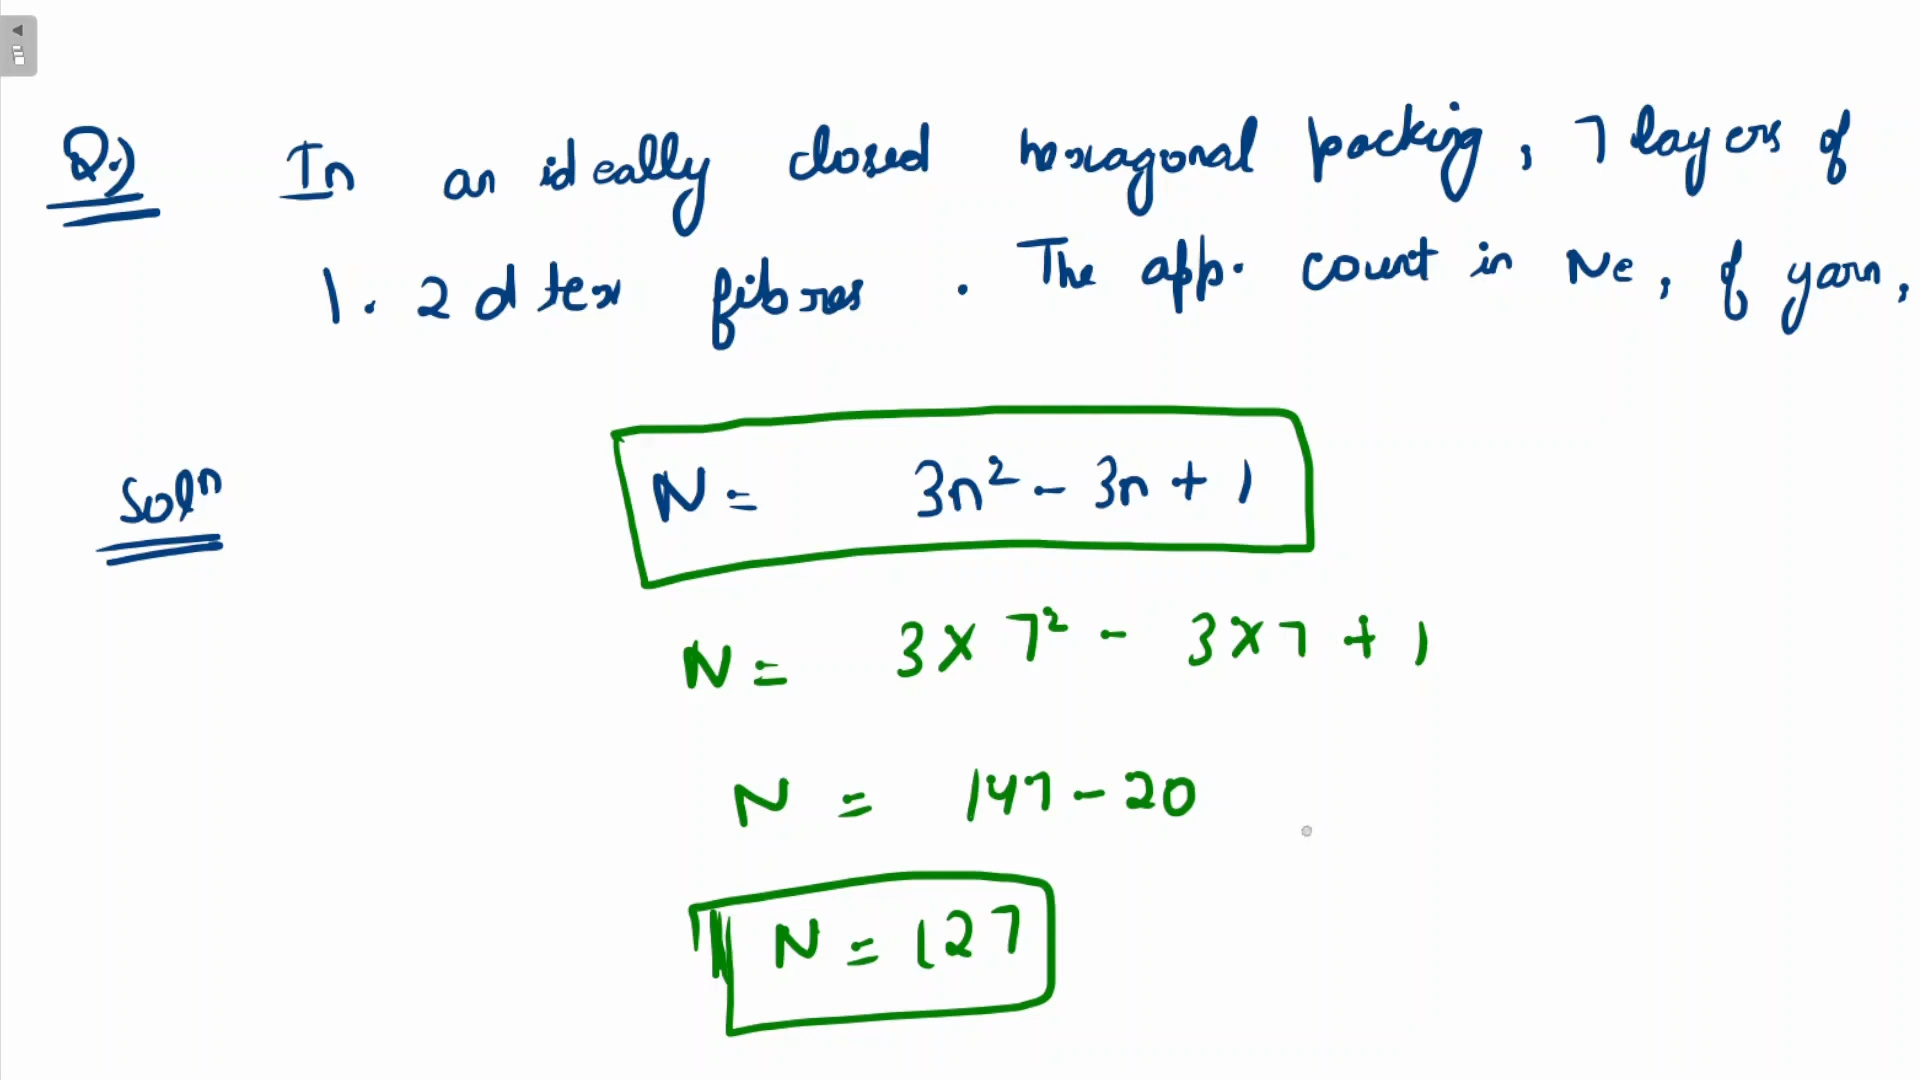 Q.) In an ideally closed hexagonal packing, 7 layers of
1.2 dtex fibres. The app. count in Ne, of yarn,
Solⁿ N = 3n² - 3n + 1
N = 3 × 7² - 3 × 7 + 1
N = 147 - 20
N = 127